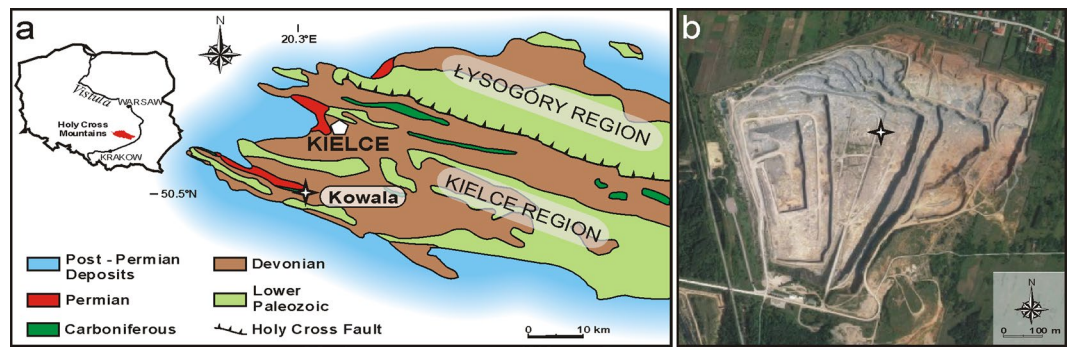 a
N
20.3°E
Vistula
WARSAW
Holy Cross
Mountains
KRAKOW
ŁYSOGÓRY REGION
KIELCE
50.5°N
Kowala
KIELCE REGION
Post - Permian
Deposits
Permian
Carboniferous
Devonian
Lower
Paleozoic
Holy Cross Fault
0
10 km
b
N
0
100 m